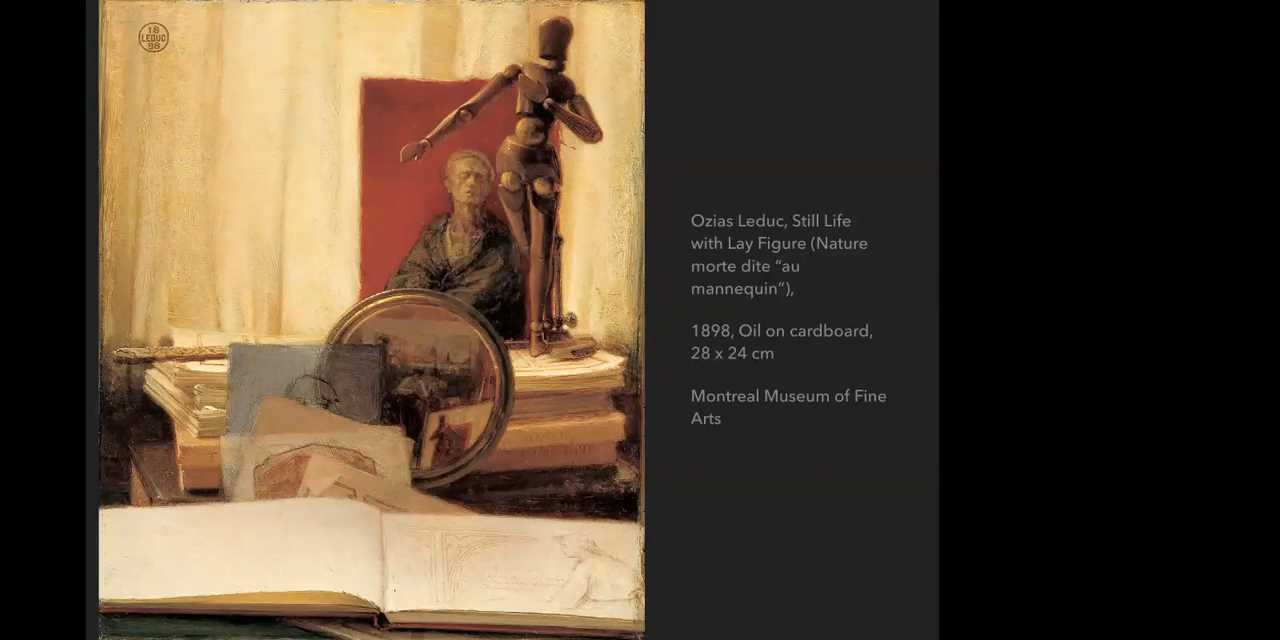 18
LEDUC
98
Ozias Leduc, Still Life
with Lay Figure (Nature
morte dite “au
mannequin”),
1898, Oil on cardboard,
28 x 24 cm
Montreal Museum of Fine
Arts